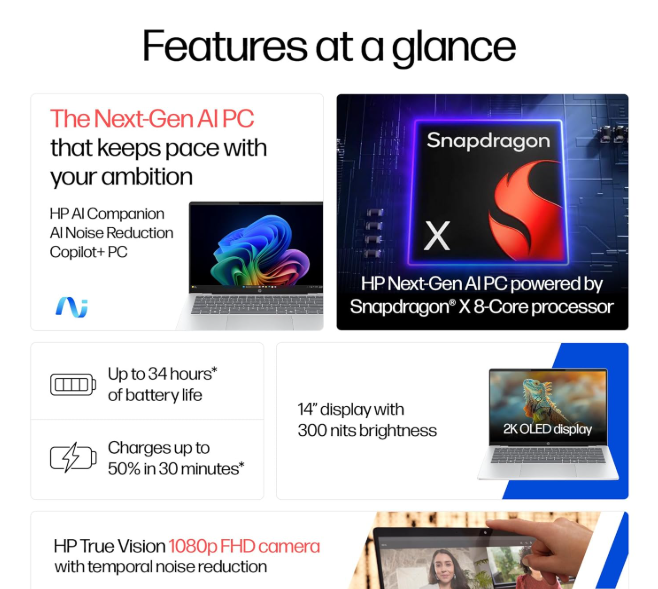 Features at a glance
The Next-Gen AI PC
that keeps pace with
your ambition
HP AI Companion
AI Noise Reduction
Copilot+ PC
Snapdragon
X
HP Next-Gen AI PC powered by
Snapdragon® X 8-Core processor
Up to 34 hours*
of battery life
Charges up to
50% in 30 minutes*
14” display with
300 nits brightness
2K OLED display
HP True Vision 1080p FHD camera
with temporal noise reduction